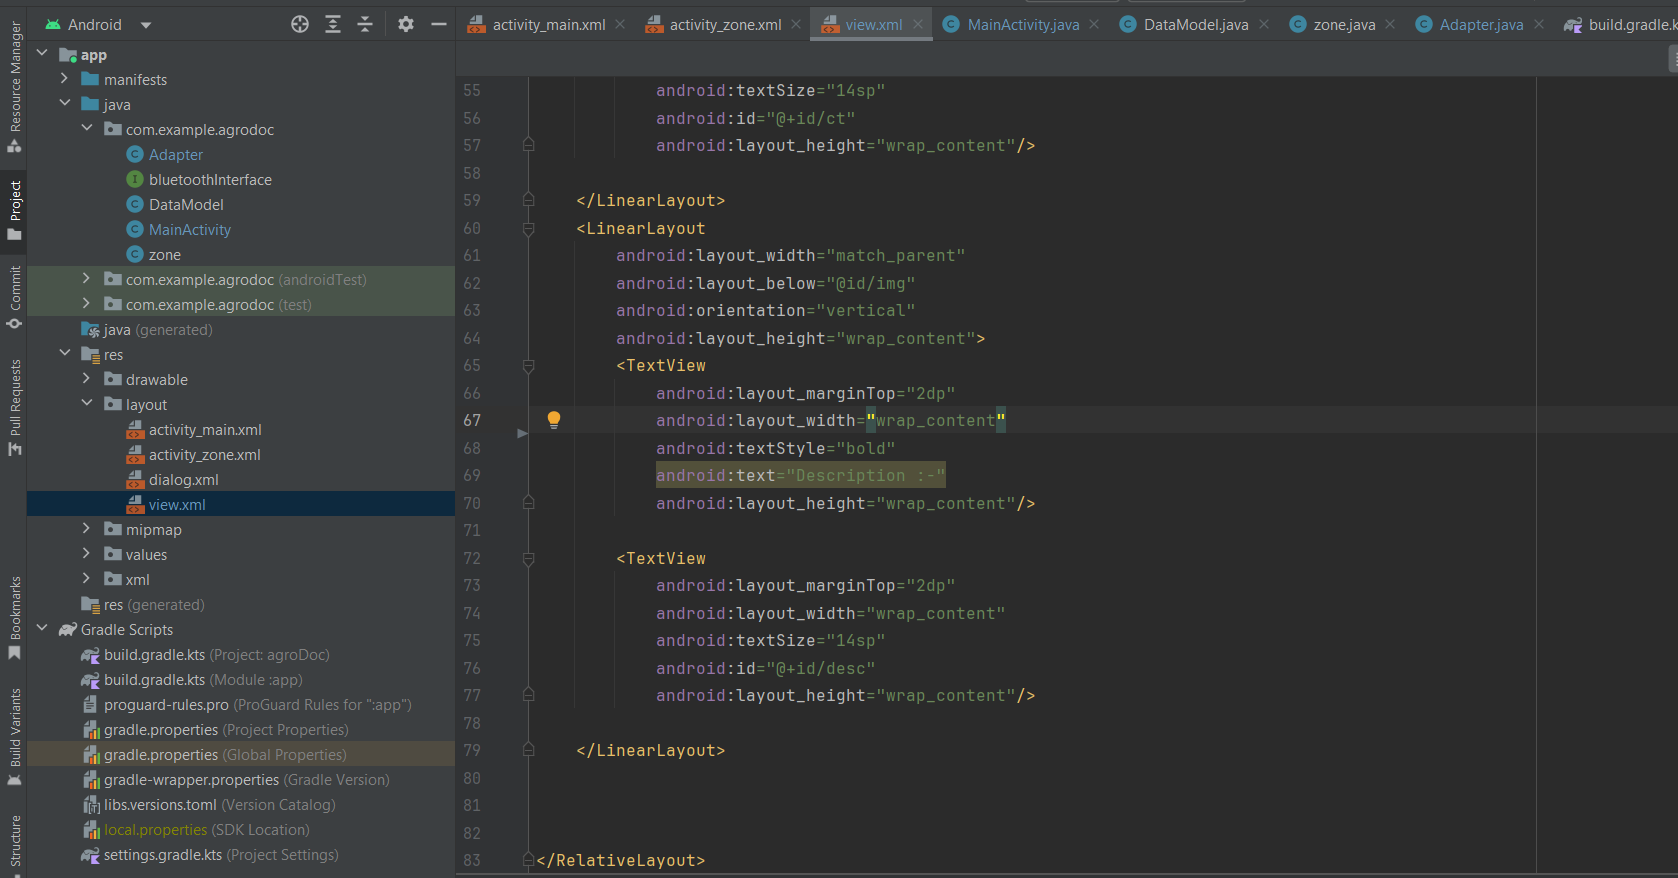 Android
activity_main.xml
activity_zone.xml
view.xml
MainActivity.java
DataModel.java
zone.java
Adapter.java
build.gradle.k
Resource Manager
Project
Commit
Pull Requests
Bookmarks
Build Variants
Structure
app
manifests
java
com.example.agrodoc
Adapter
bluetoothInterface
DataModel
MainActivity
zone
com.example.agrodoc (androidTest)
com.example.agrodoc (test)
java (generated)
res
drawable
layout
activity_main.xml
activity_zone.xml
dialog.xml
view.xml
mipmap
values
xml
res (generated)
Gradle Scripts
build.gradle.kts (Project: agroDoc)
build.gradle.kts (Module :app)
proguard-rules.pro (ProGuard Rules for ":app")
gradle.properties (Project Properties)
gradle.properties (Global Properties)
gradle-wrapper.properties (Gradle Version)
libs.versions.toml (Version Catalog)
local.properties (SDK Location)
settings.gradle.kts (Project Settings)
55 android:textSize="14sp"
56 android:id="@+id/ct"
57 android:layout_height="wrap_content"/>
58
59 </LinearLayout>
60 <LinearLayout
61 android:layout_width="match_parent"
62 android:layout_below="@id/img"
63 android:orientation="vertical"
64 android:layout_height="wrap_content">
65 <TextView
66 android:layout_marginTop="2dp"
67 android:layout_width="wrap_content"
68 android:textStyle="bold"
69 android:text="Description :-"
70 android:layout_height="wrap_content"/>
71
72 <TextView
73 android:layout_marginTop="2dp"
74 android:layout_width="wrap_content"
75 android:textSize="14sp"
76 android:id="@+id/desc"
77 android:layout_height="wrap_content"/>
78
79 </LinearLayout>
80
81
82
83 </RelativeLayout>